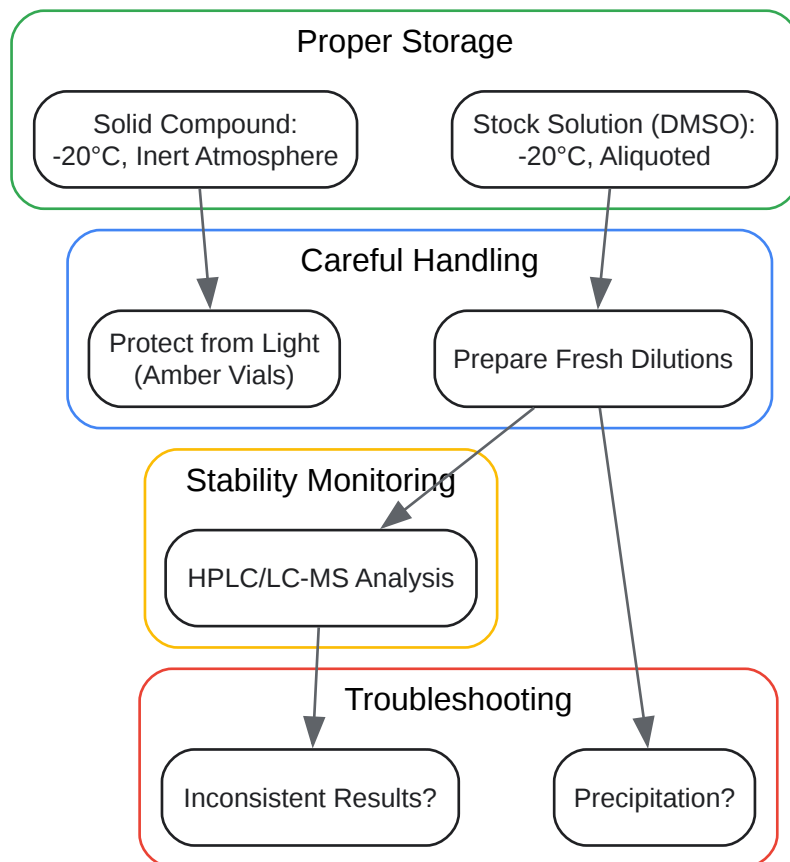 Proper Storage
Solid Compound:
-20°C, Inert Atmosphere
Stock Solution (DMSO):
-20°C, Aliquoted
Careful Handling
Protect from Light
(Amber Vials)
Prepare Fresh Dilutions
Stability Monitoring
HPLC/LC-MS Analysis
Troubleshooting
Inconsistent Results?
Precipitation?